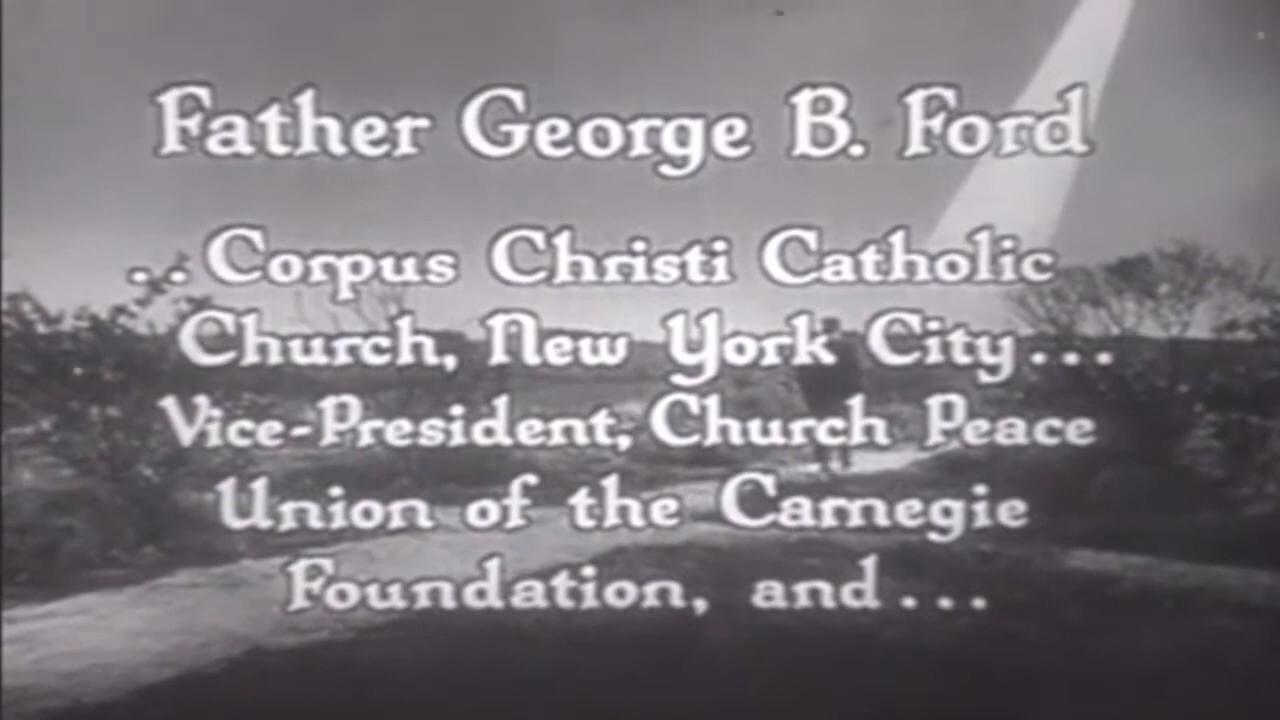 Father George B. Ford
..Corpus Christi Catholic
Church, New York City...
Vice-President, Church Peace
Union of the Carnegie
Foundation, and...